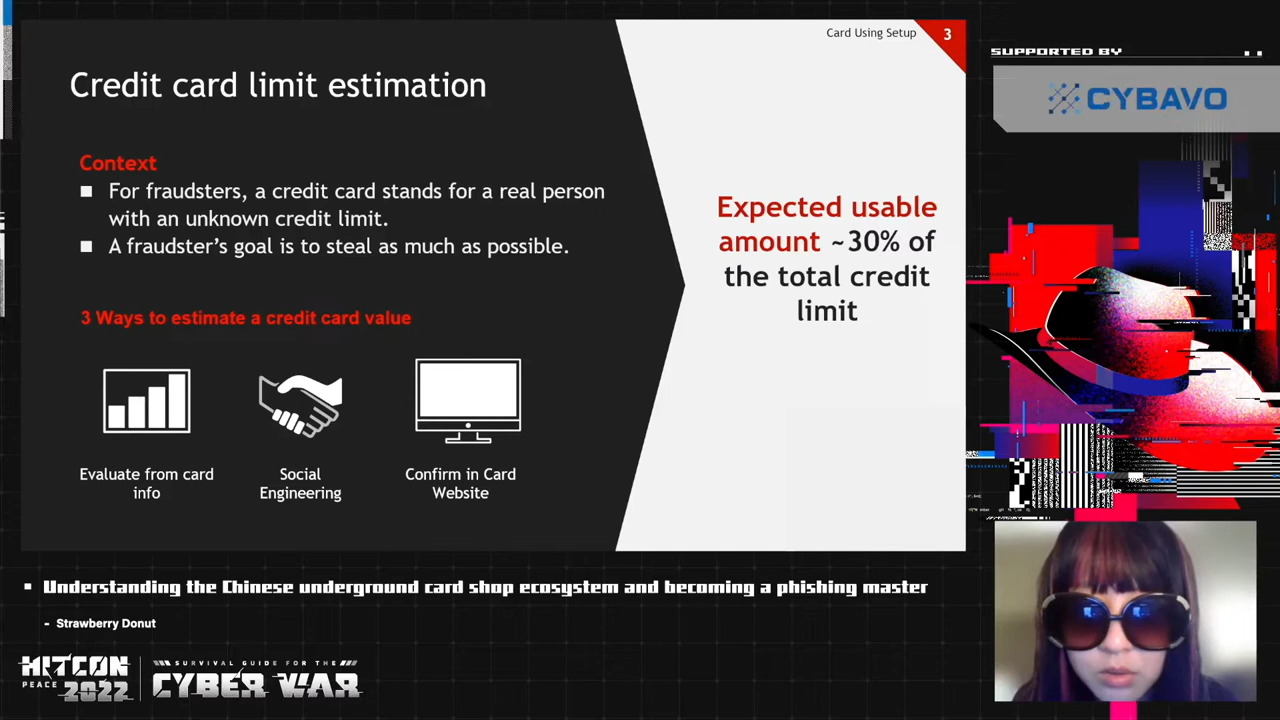 Card Using Setup 3
Credit card limit estimation
Context
For fraudsters, a credit card stands for a real person
with an unknown credit limit.
A fraudster's goal is to steal as much as possible.
Expected usable
amount ~30% of
the total credit
limit
3 Ways to estimate a credit card value
Evaluate from card
info
Social
Engineering
Confirm in Card
Website
SUPPORTED BY
CYBAVO
Understanding the Chinese underground card shop ecosystem and becoming a phishing master
- Strawberry Donut
HITCON
PEACE 2022
SURVIVAL GUIDE FOR THE
CYBER WAR